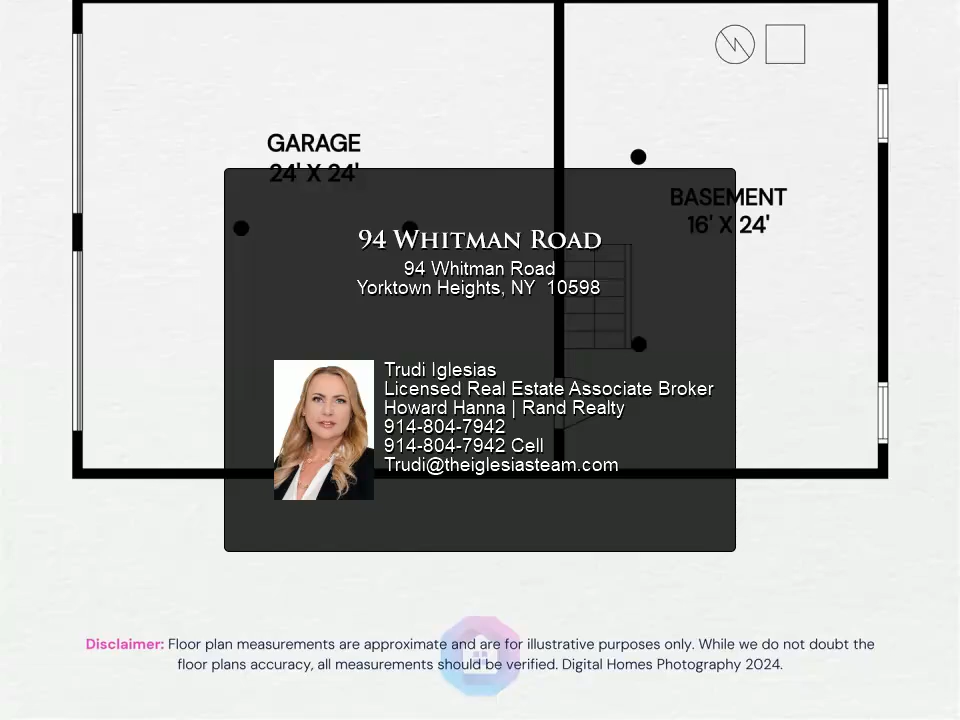 GARAGE
24' X 24'
BASEMENT
16' X 24'
94 Whitman Road
94 Whitman Road
Yorktown Heights, NY  10598
Trudi Iglesias
Licensed Real Estate Associate Broker
Howard Hanna | Rand Realty
914-804-7942
914-804-7942 Cell
Trudi@theiglesiasteam.com
Disclaimer: Floor plan measurements are approximate and are for illustrative purposes only. While we do not doubt the
floor plans accuracy, all measurements should be verified. Digital Homes Photography 2024.